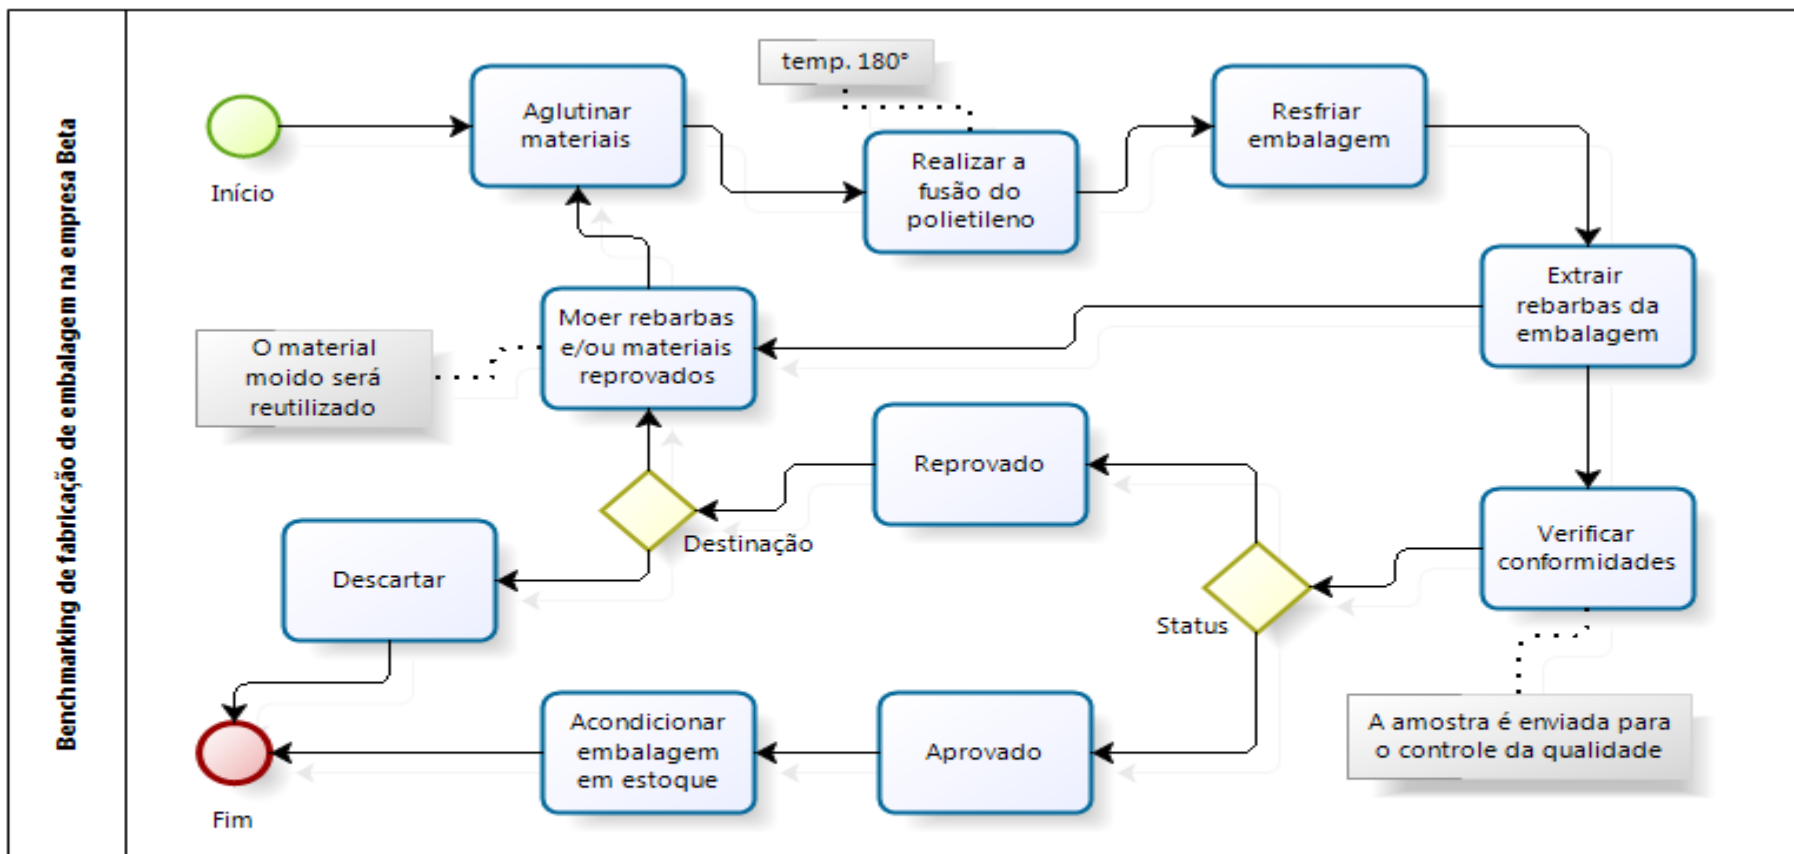 Benchmarking de fabricação de embalagem na empresa Beta
Início
Aglutinar
materiais
temp. 180°
Realizar a
fusão do
polietileno
Resfriar
embalagem
Extrair
rebarbas da
embalagem
Moer rebarbas
e/ou materiais
reprovados
O material
moido será
reutilizado
Reprovado
Destinação
Descartar
Verificar
conformidades
Status
A amostra é enviada para
o controle da qualidade
Aprovado
Acondicionar
embalagem
em estoque
Fim